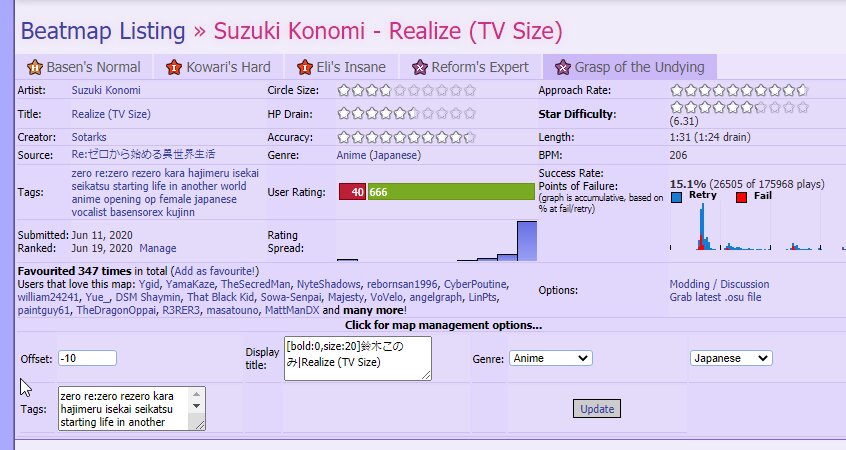 Beatmap Listing » Suzuki Konomi - Realize (TV Size)
Basen's Normal Kowari's Hard Eli's Insane Reform's Expert Grasp of the Undying
Artist: Suzuki Konomi Circle Size: Approach Rate:
Title: Realize (TV Size) HP Drain: Star Difficulty:
(6.31)
Creator: Sotarks Accuracy: Length: 1:31 (1:24 drain)
Source: Re:ゼロから始める異世界生活 Genre: Anime (Japanese) BPM: 206
Tags:
zero re:zero rezero kara hajimeru isekai
seikatsu starting life in another world
anime opening op female japanese
vocalist basensorex kujinn
User Rating: 40 666
Success Rate:
Points of Failure:
(graph is accumulative, based on
% at fail/retry)
15.1% (26505 of 175968 plays)
Retry Fail
Submitted: Jun 11, 2020
Ranked: Jun 19, 2020 Manage
Rating
Spread:
Favourited 347 times in total (Add as favourite!)
Users that love this map: Ygid, YamaKaze, TheSecredMan, NyteShadows, rebornsan1996, CyberPoutine,
william24241, Yue_, DSM Shaymin, That Black Kid, Sowa-Senpai, Majesty, VoVelo, angelgraph, LinPts,
paintguy61, TheDragonOppai, R3RER3, masatouno, MattManDX and many more!
Options:
Modding / Discussion
Grab latest .osu file
Click for map management options...
Offset: -10
Display
title:
[bold:0,size:20]鈴木この
み|Realize (TV Size)
Genre: Anime Japanese
Tags:
zero re:zero rezero kara
hajimeru isekai seikatsu
starting life in another
Update